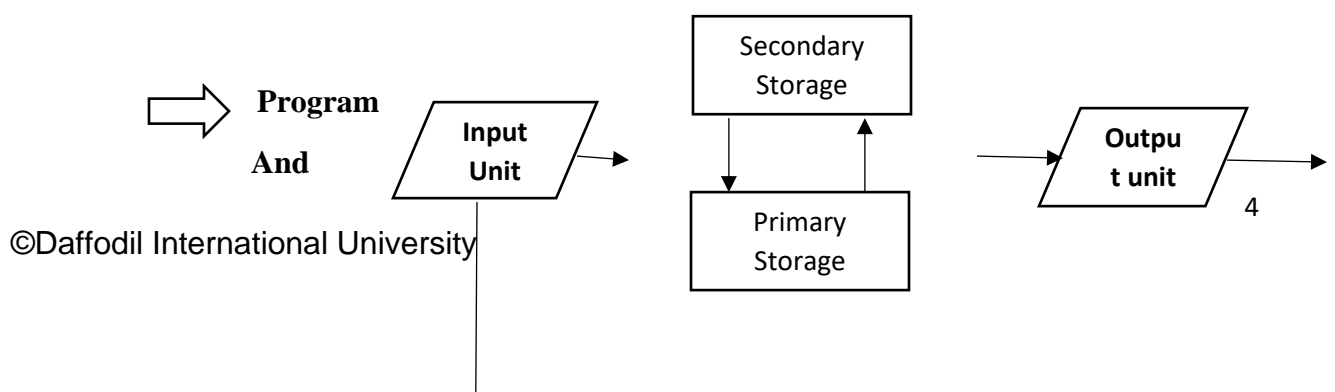 Program
And
Input
Unit
Secondary
Storage
Primary
Storage
Outpu
t unit
4
©Daffodil International University